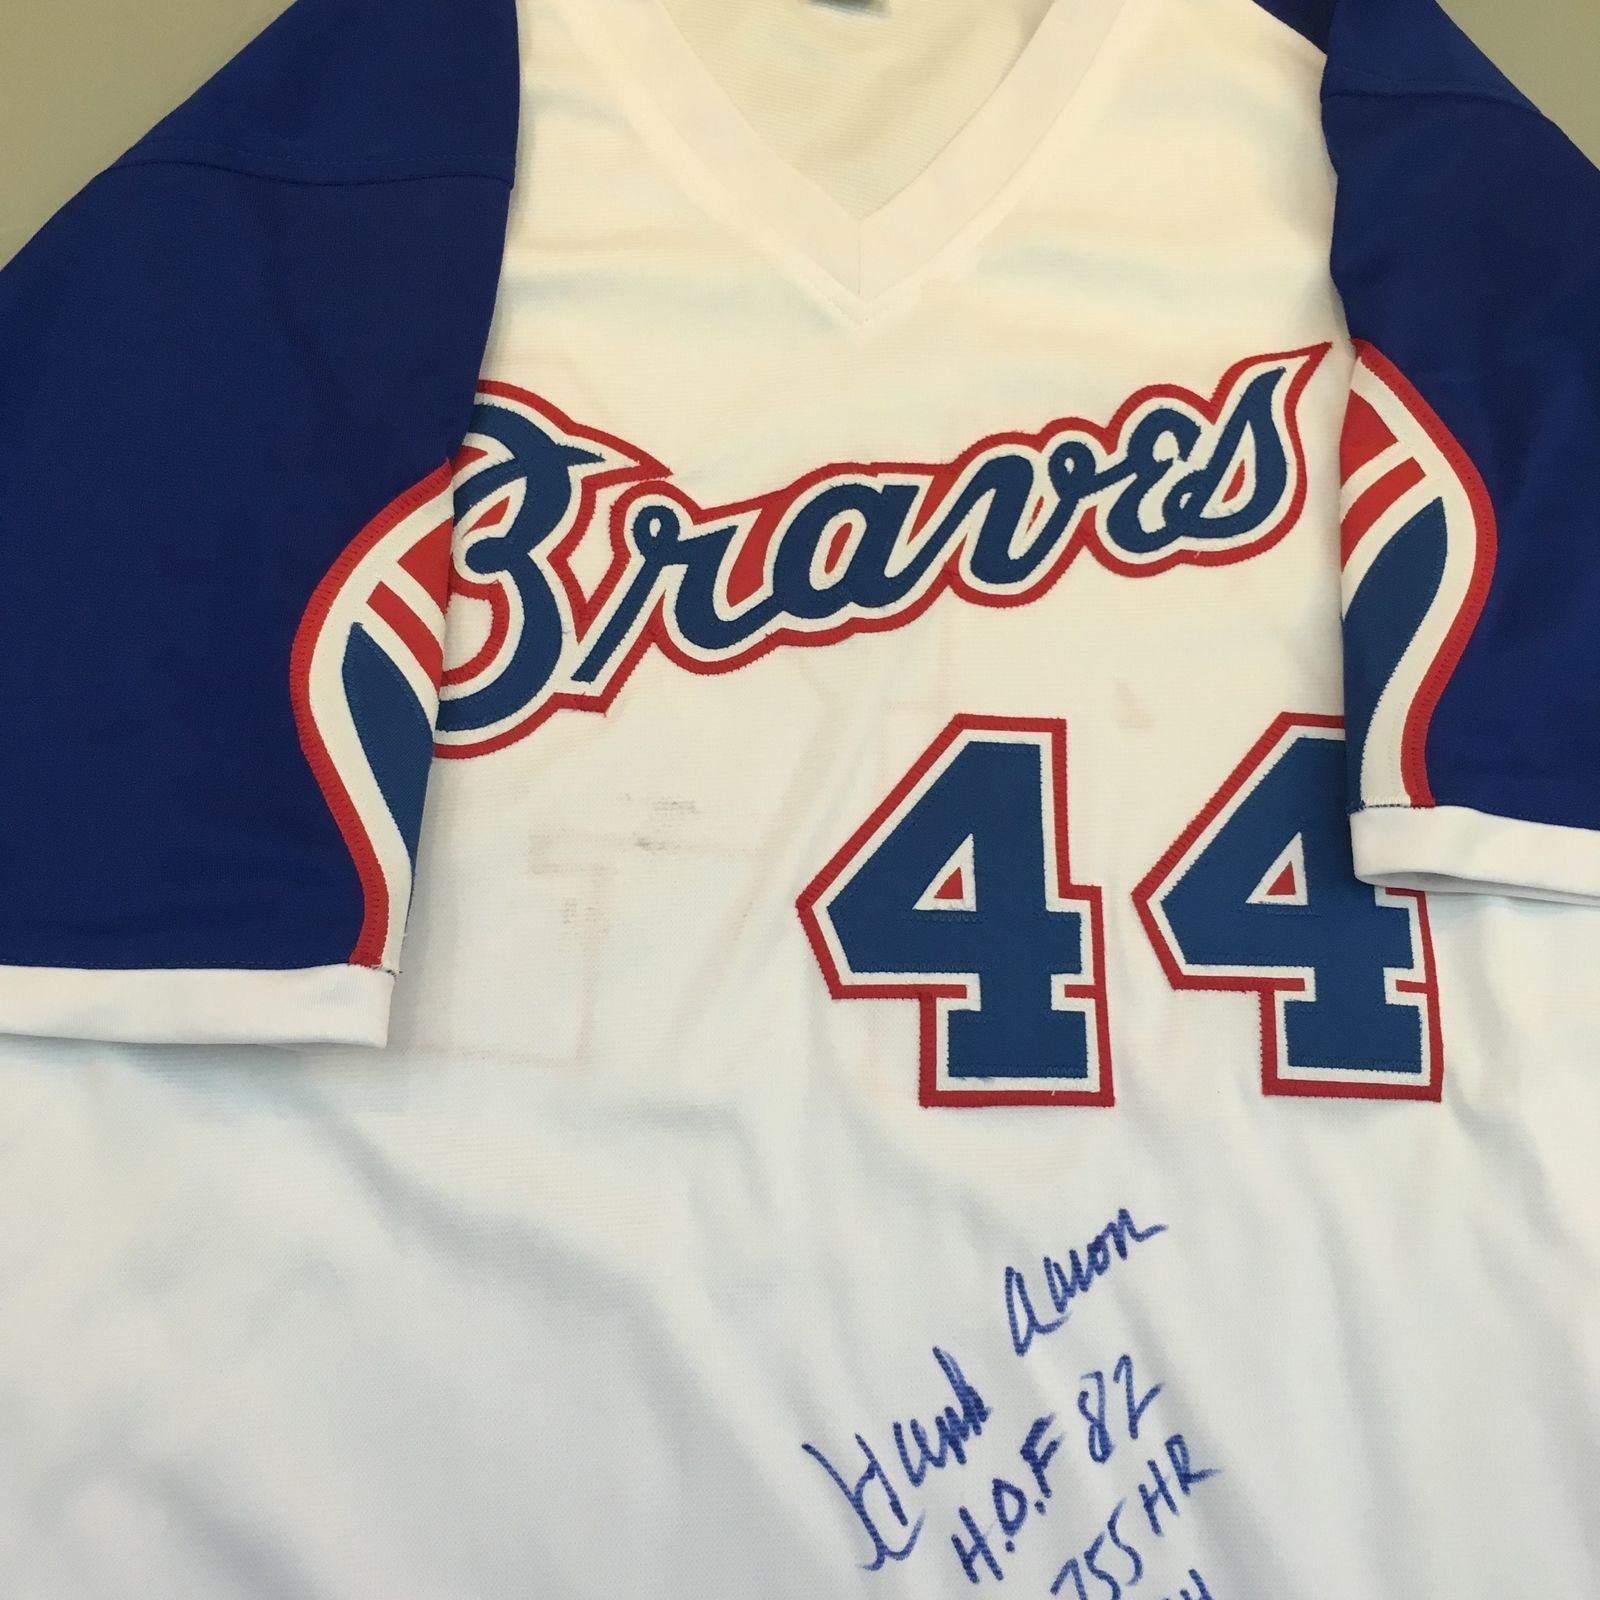 Braves
44
Hank Aaron
H.O.F 82
755 HR